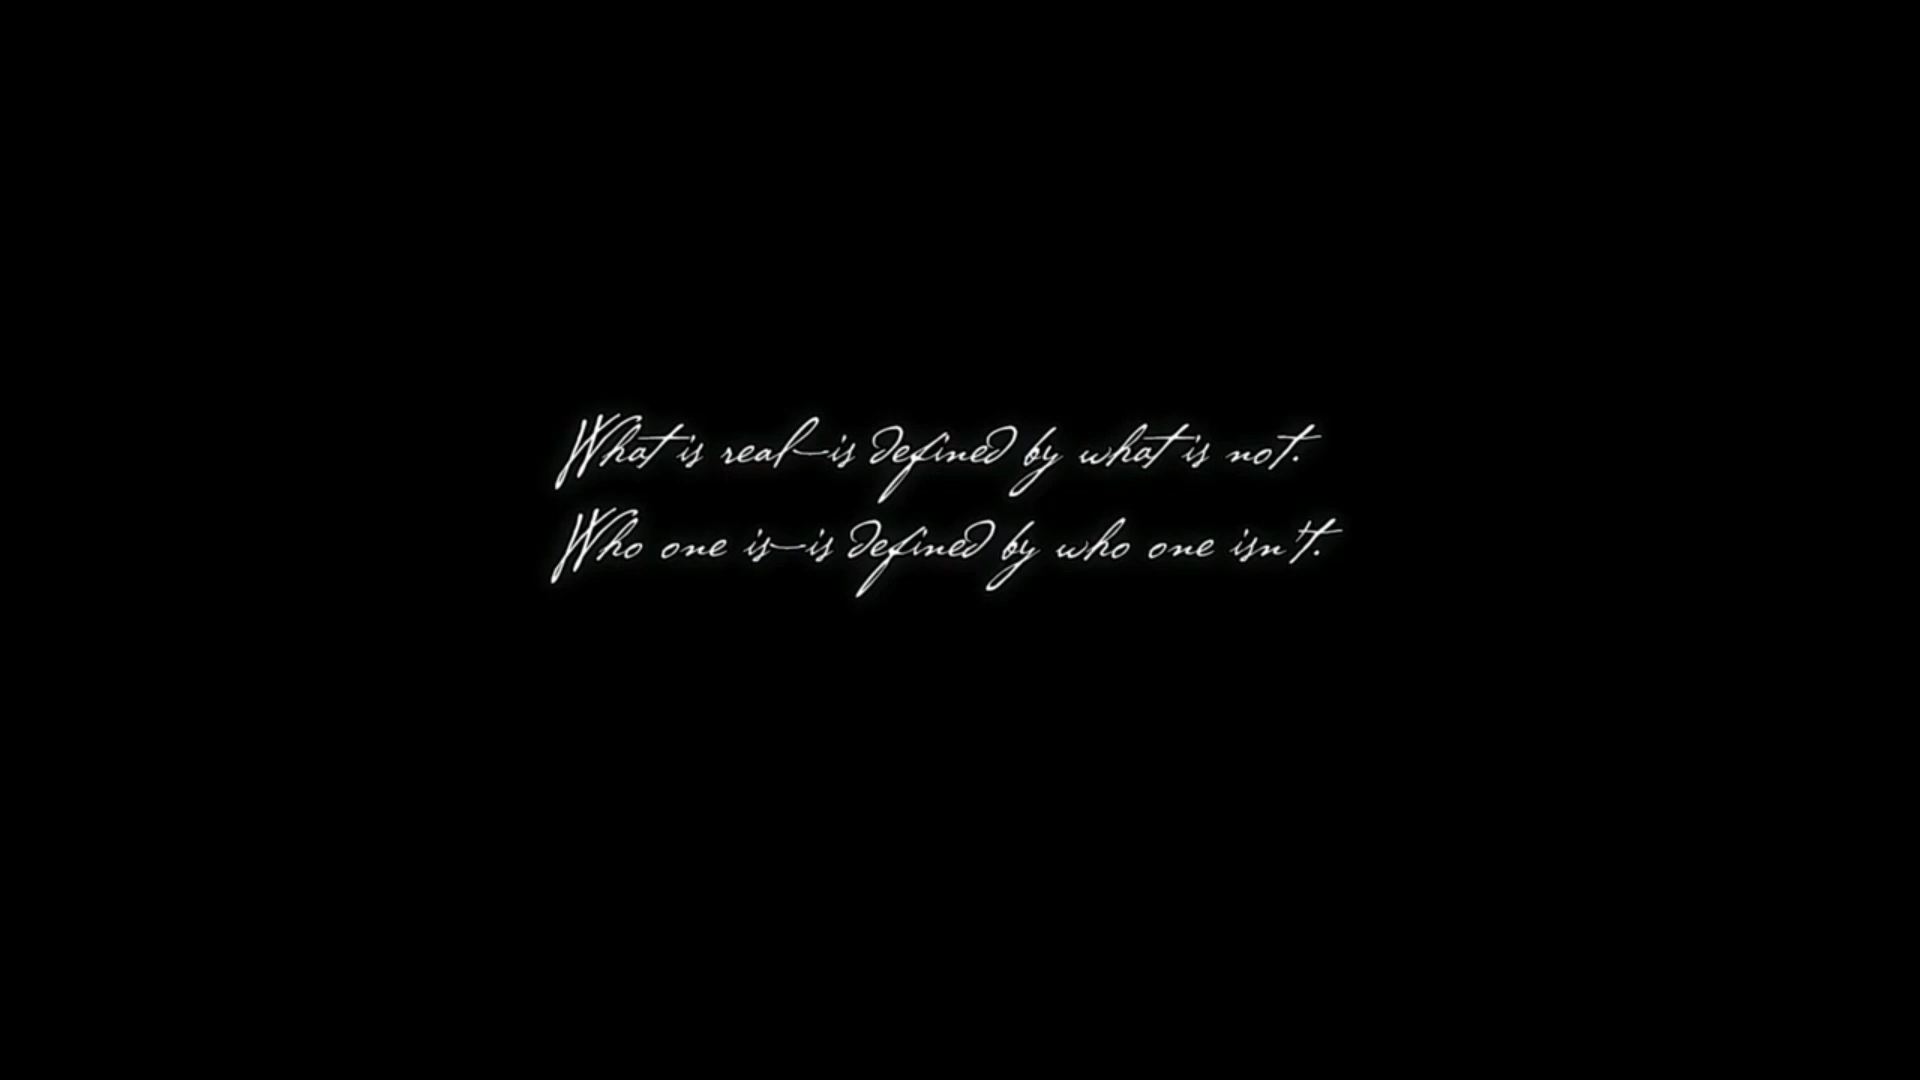 What is real—is defined by what is not.
Who one is—is defined by who one isn't.